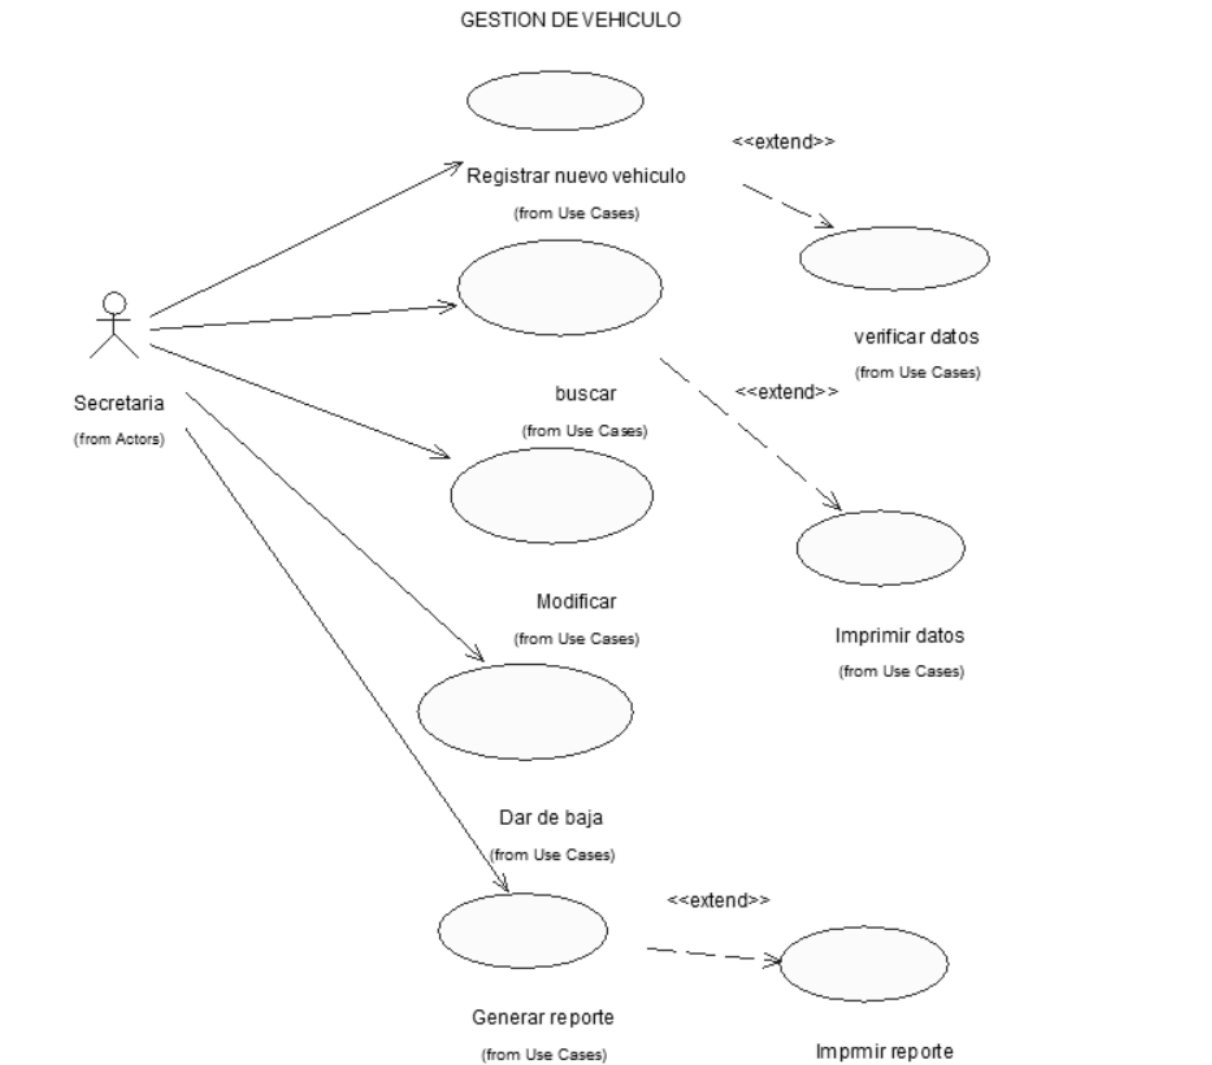 GESTION DE VEHICULO
<<extend>>
Registrar nuevo vehiculo
(from Use Cases)
verificar datos
(from Use Cases)
<<extend>>
buscar
(from Use Cases)
Secretaria
(from Actors)
Modificar
(from Use Cases)
Imprimir datos
(from Use Cases)
Dar de baja
(from Use Cases)
<<extend>>
Generar reporte
(from Use Cases)
Imprmir reporte